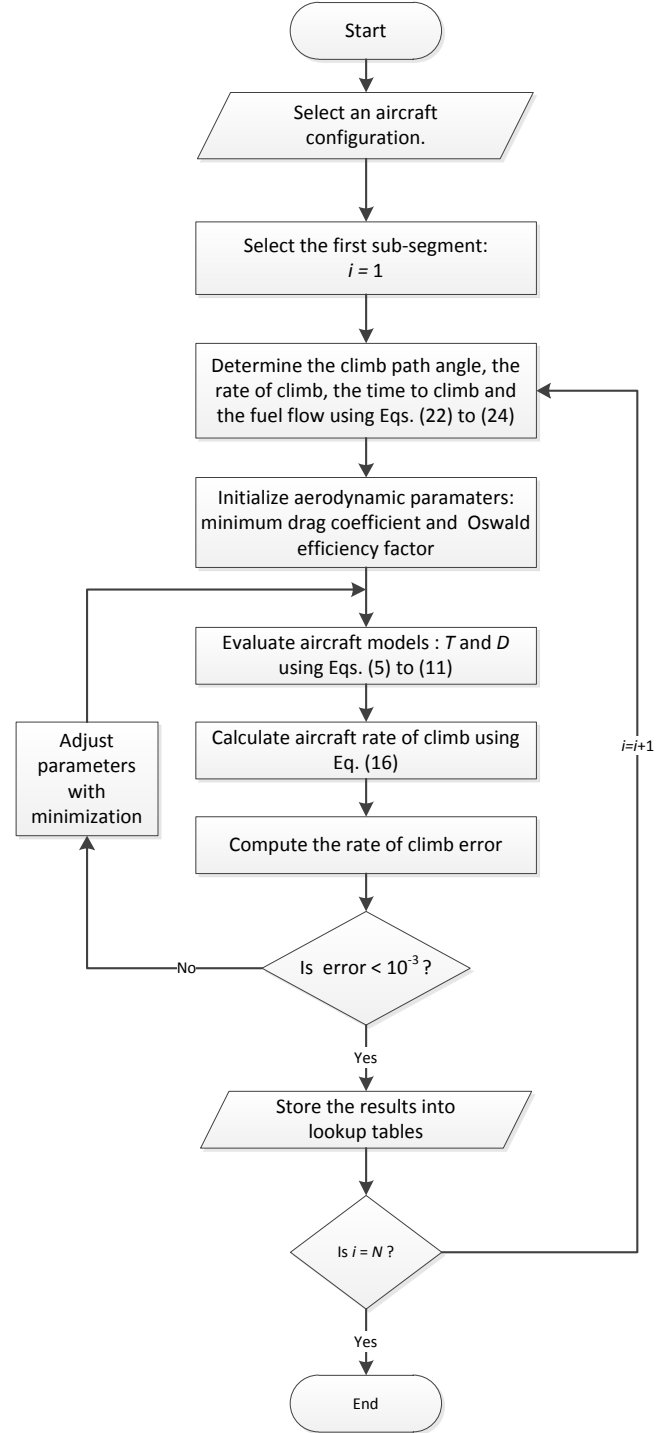 Start
Select an aircraft
configuration.
Select the first sub-segment:
i = 1
Determine the climb path angle, the
rate of climb, the time to climb and
the fuel flow using Eqs. (22) to (24)
Initialize aerodynamic paramaters:
minimum drag coefficient and Oswald
efficiency factor
Evaluate aircraft models : T and D
using Eqs. (5) to (11)
Calculate aircraft rate of climb using
Eq. (16)
Adjust
parameters
with
minimization
i=i+1
Compute the rate of climb error
Is error < 10⁻³ ?
No
Yes
Store the results into
lookup tables
Is i = N ?
Yes
End